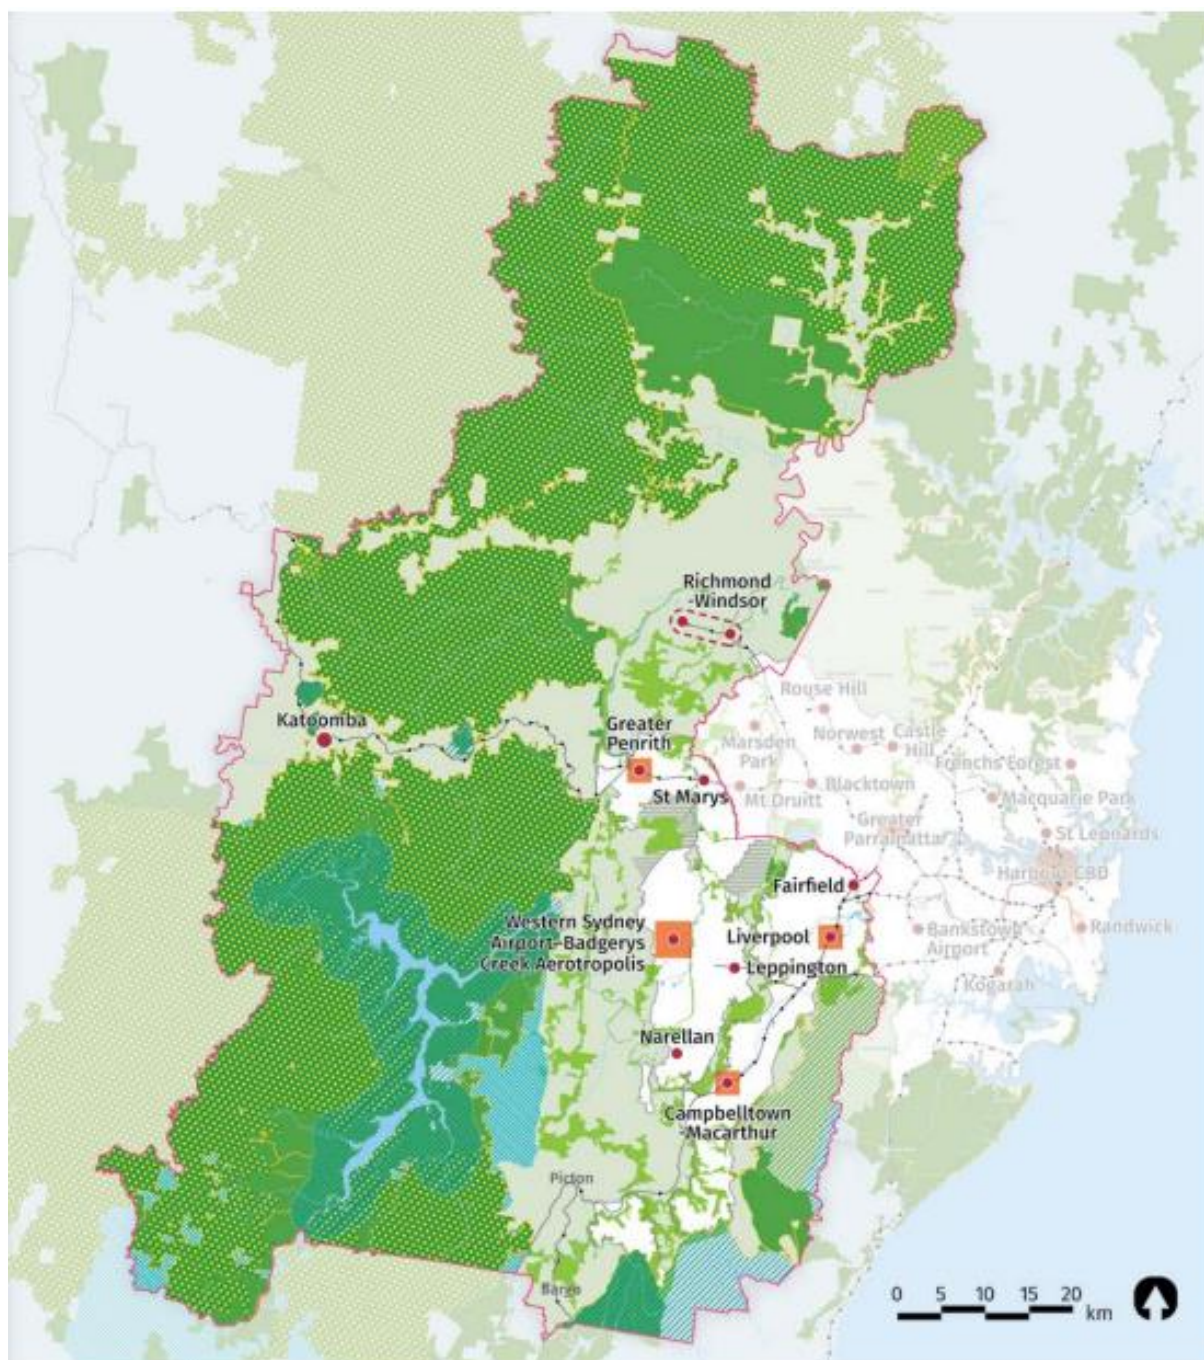 Richmond
-Windsor
Rouse Hill
Katoomba
Greater
Penrith
Marsden
Park
Norwest
Castle
Hill
Frenchs Forest
St Marys
Mt Druitt
Blacktown
Macquarie Park
Greater
Parramatta
St Leonards
Harbour CBD
Fairfield
Western Sydney
Airport-Badgerys
Creek Aerotropolis
Liverpool
Bankstown
Airport
Randwick
Leppington
Kogarah
Narellan
Campbelltown
-Macarthur
Picton
Bargo
0 5 10 15 20
km